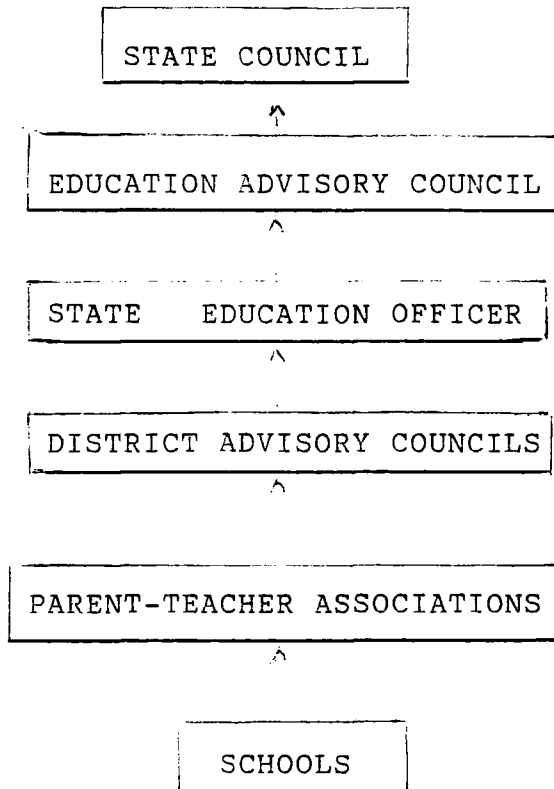 STATE COUNCIL
EDUCATION ADVISORY COUNCIL
STATE EDUCATION OFFICER
DISTRICT ADVISORY COUNCILS
PARENT-TEACHER ASSOCIATIONS
SCHOOLS